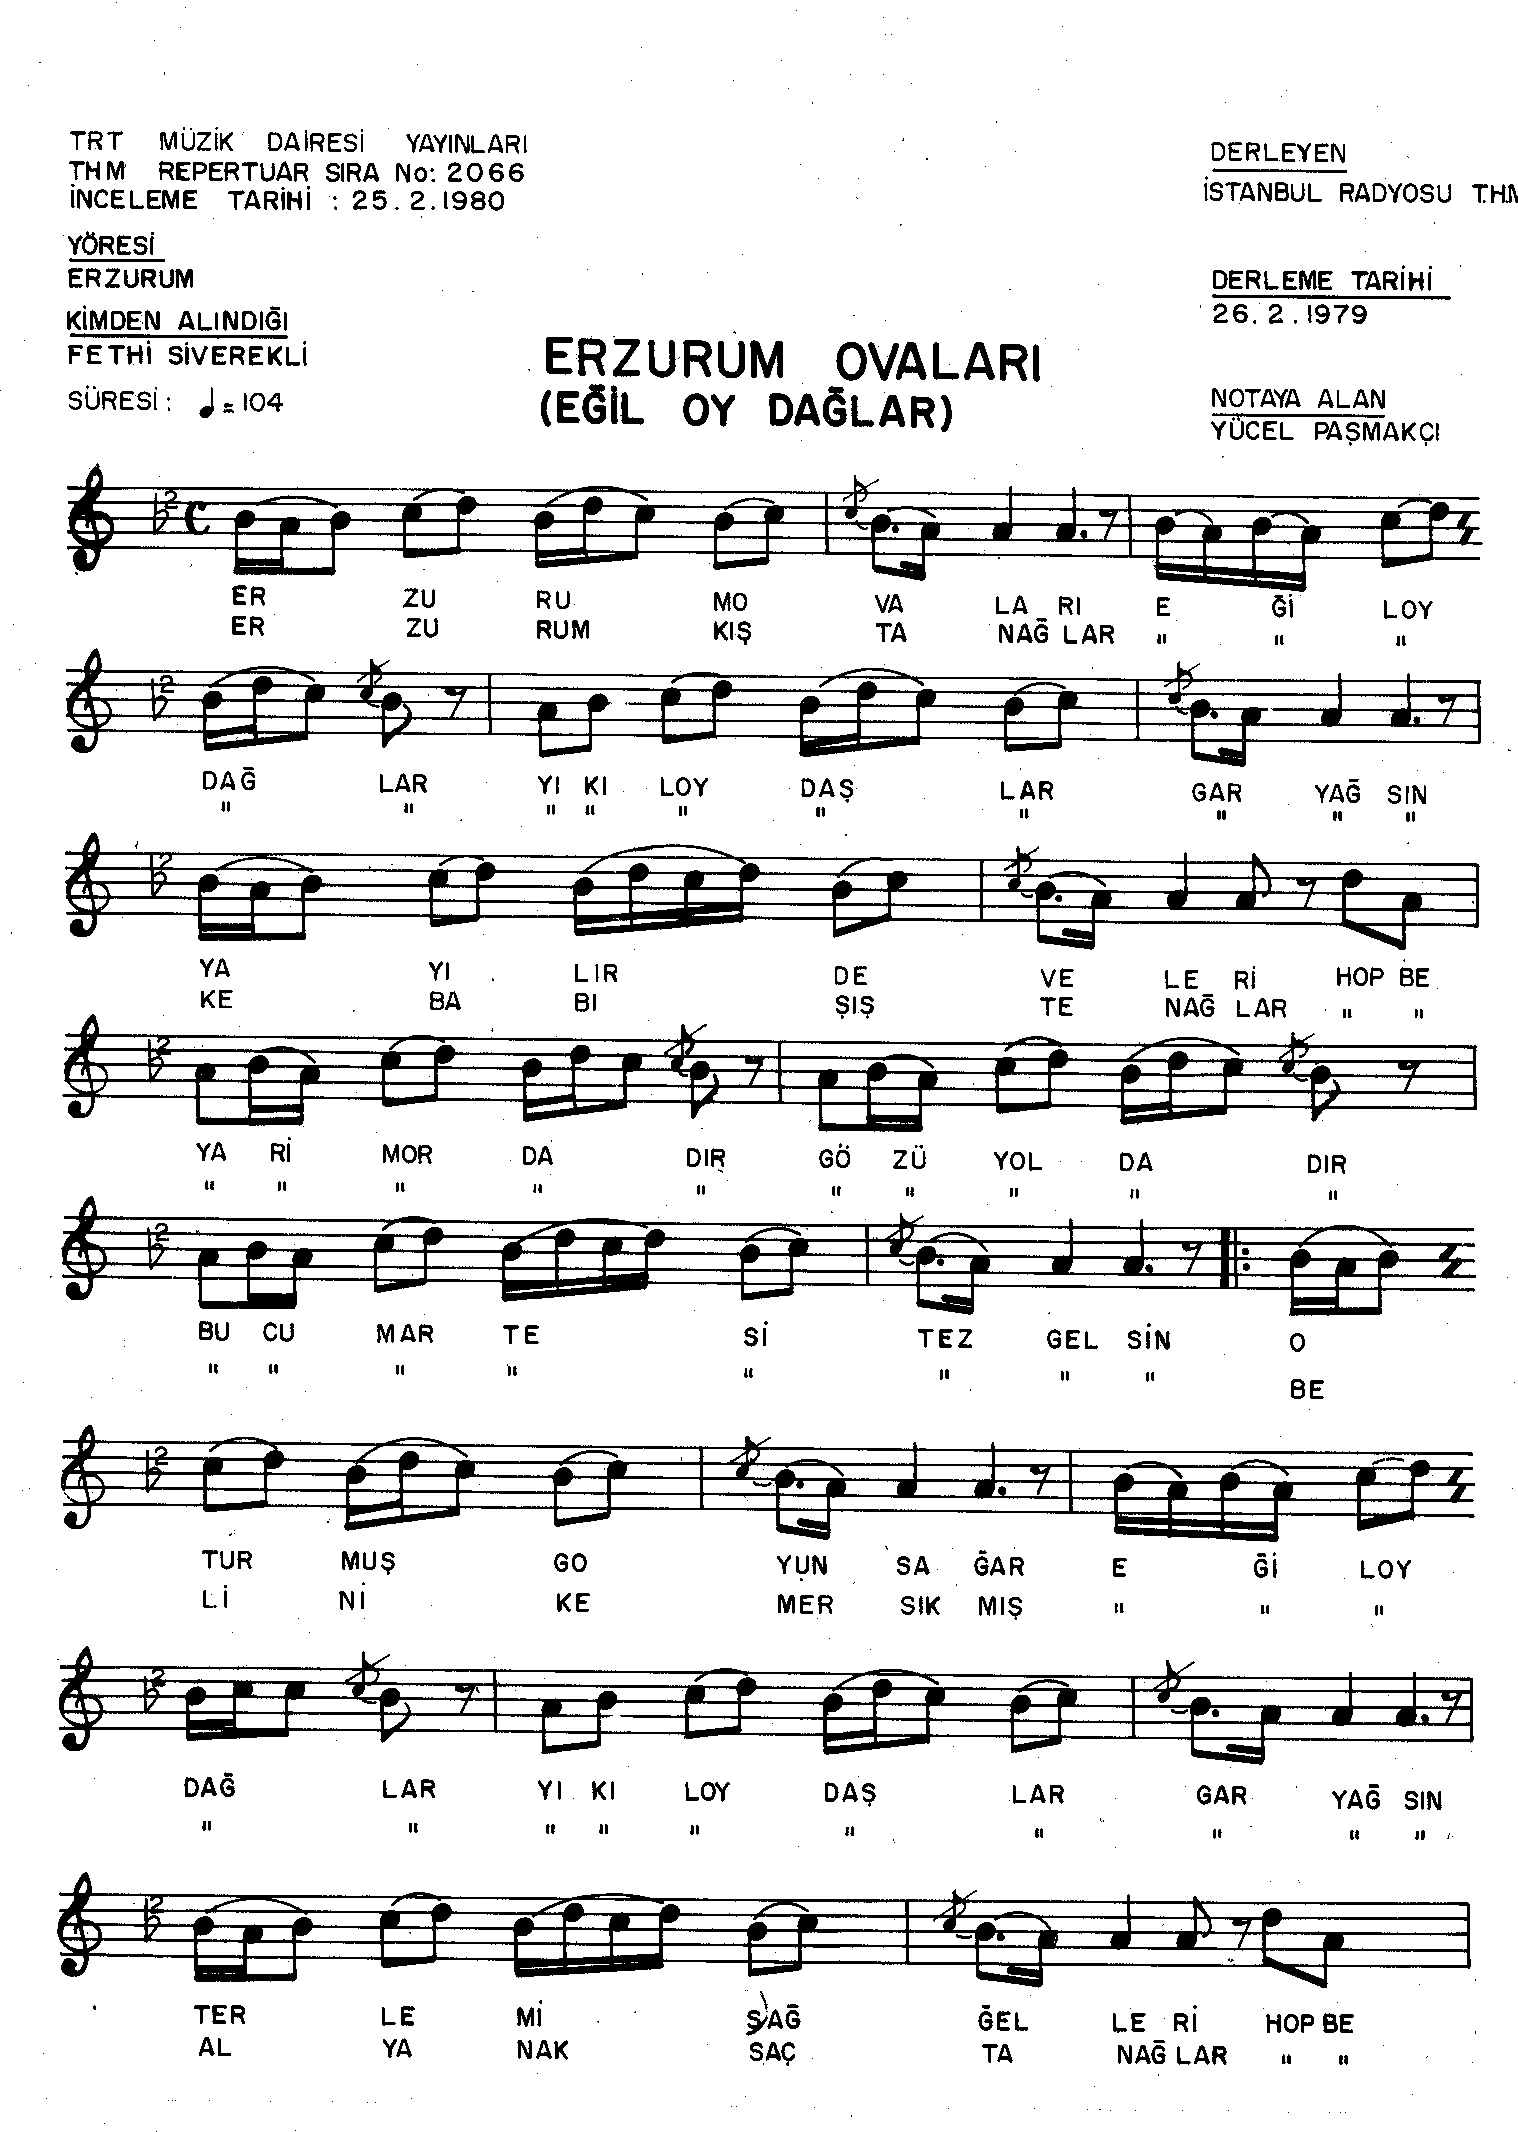 TRT MÜZİK DAİRESİ YAYINLARI
THM REPERTUAR SIRA No: 2066
İNCELEME TARİHİ : 25.2.1980
YÖRESİ
ERZURUM
KİMDEN ALINDIĞI
FETHİ SİVEREKLİ
SÜRESİ : ♩ = 104
DERLEYEN
İSTANBUL RADYOSU T.H.M
DERLEME TARİHİ
26.2.1979
NOTAYA ALAN
YÜCEL PAŞMAKÇI
ERZURUM OVALARI
(EĞİL OY DAĞLAR)
ER ZU RU MO VA LA RI E Ğİ LOY
ER ZU RUM KIŞ TA NAĞ LAR " " "
DAĞ LAR YI KI LOY DAŞ LAR GAR YAĞ SIN
" " " " " " " " " "
YA YI LIR DE VE LE Rİ HOP BE
KE BA BI ŞIŞ TE NAĞ LAR " "
YA Rİ MOR DA DIR GÖ ZÜ YOL DA DIR
" " " " " " " " " "
BU CU MAR TE Sİ TEZ GEL SİN O
" " " " " " " " BE
TUR MUŞ GO YUN SA ĞAR E Ğİ LOY
Lİ Nİ KE MER SIK MIŞ " " "
DAĞ LAR YI KI LOY DAŞ LAR GAR YAĞ SIN
" " " " " " " " " "
TER LE Mİ ŞAĞ ĞEL LE Rİ HOP BE
AL YA NAK SAÇ TA NAĞ LAR " "